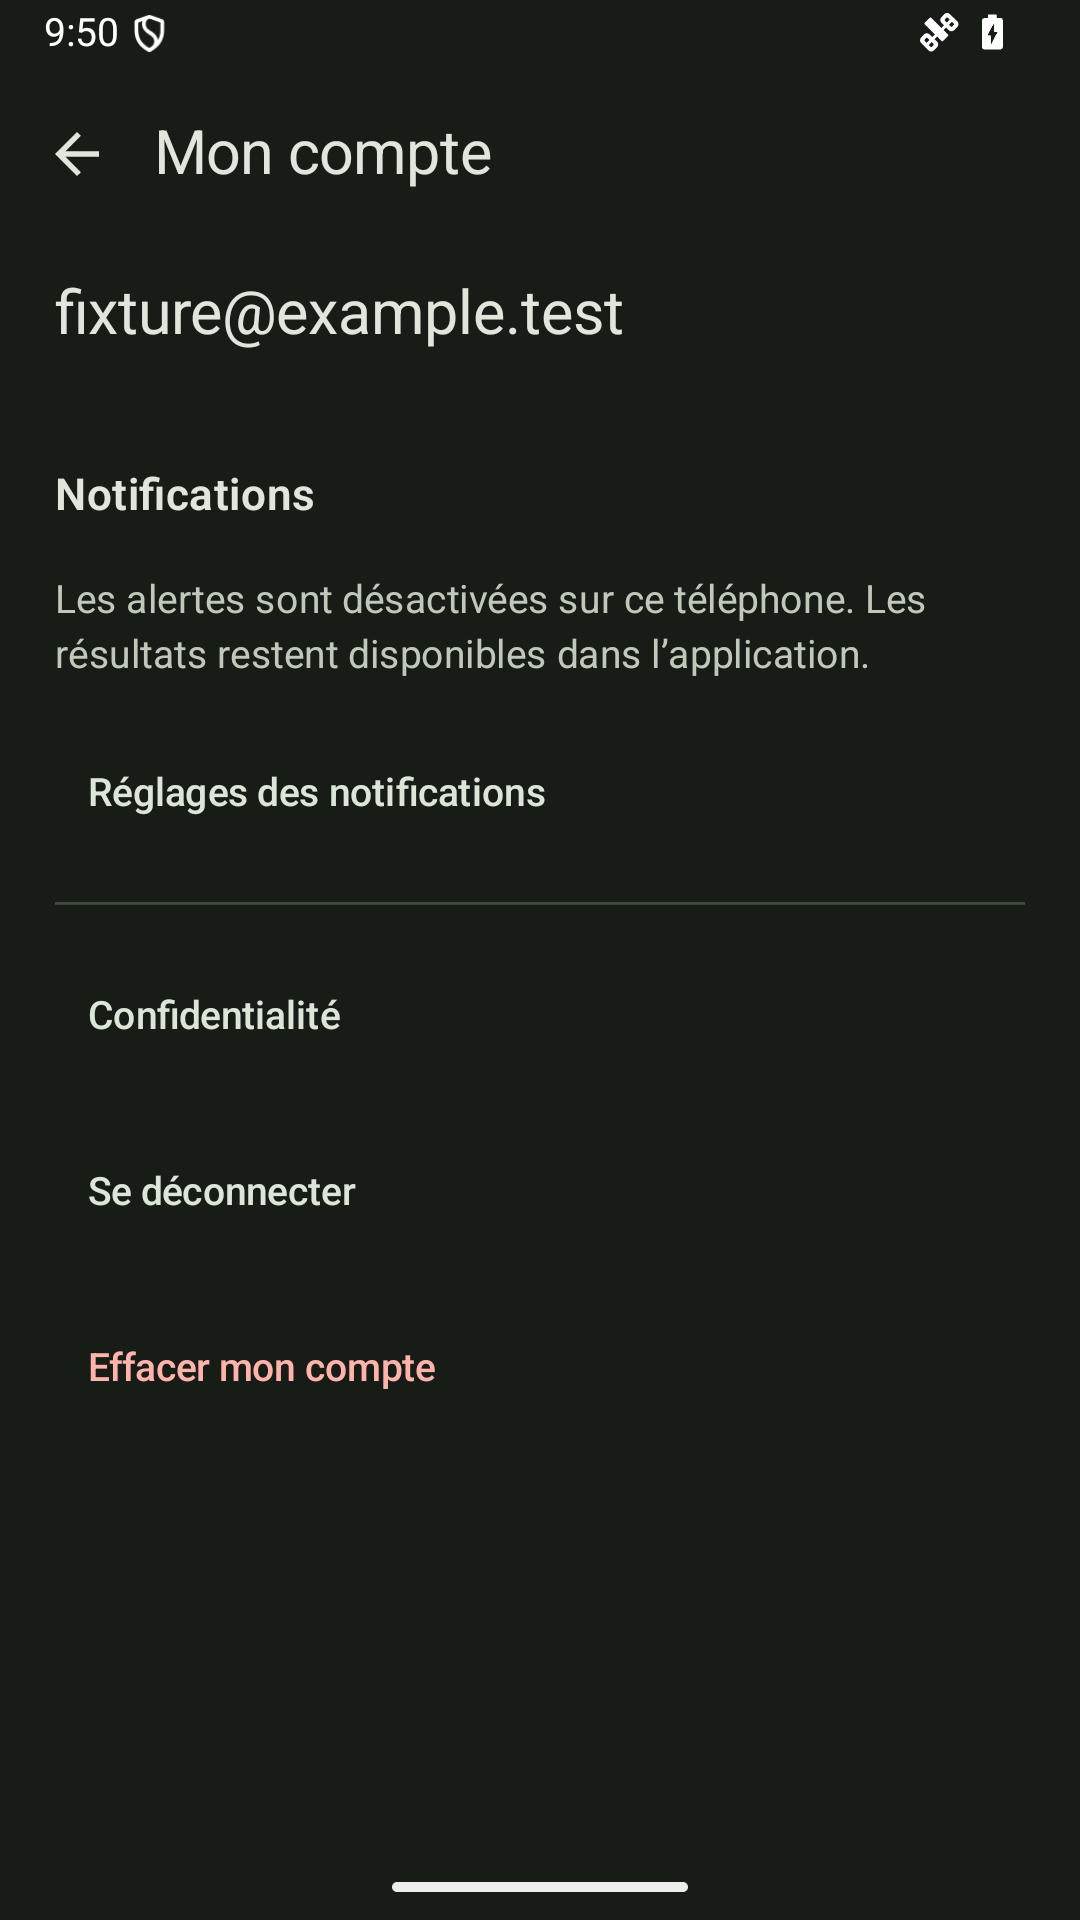 9:50
Mon compte
fixture@example.test
Notifications
Les alertes sont désactivées sur ce téléphone. Les
résultats restent disponibles dans l’application.
Réglages des notifications
Confidentialité
Se déconnecter
Effacer mon compte